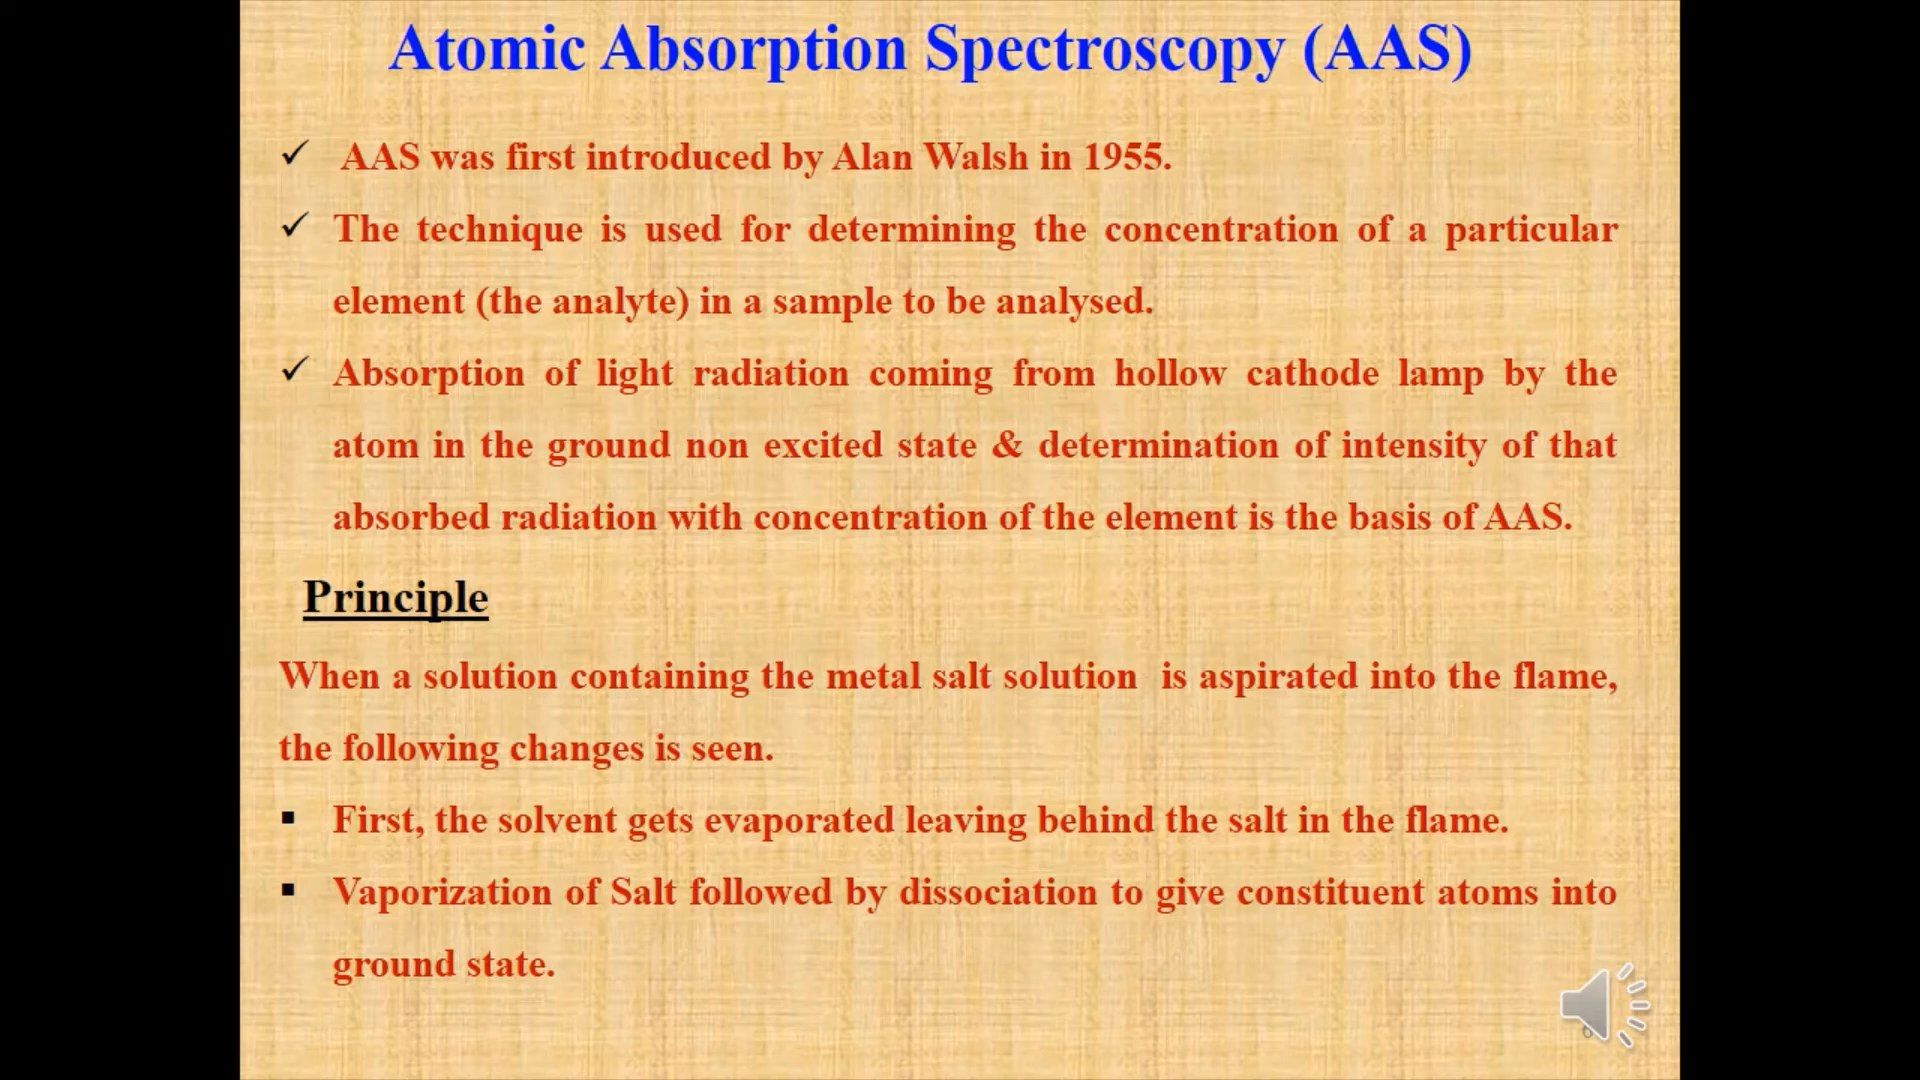 Atomic Absorption Spectroscopy (AAS)
✓ AAS was first introduced by Alan Walsh in 1955.
✓ The technique is used for determining the concentration of a particular
element (the analyte) in a sample to be analysed.
✓ Absorption of light radiation coming from hollow cathode lamp by the
atom in the ground non excited state & determination of intensity of that
absorbed radiation with concentration of the element is the basis of AAS.
Principle
When a solution containing the metal salt solution is aspirated into the flame,
the following changes is seen.
▪ First, the solvent gets evaporated leaving behind the salt in the flame.
▪ Vaporization of Salt followed by dissociation to give constituent atoms into
ground state.